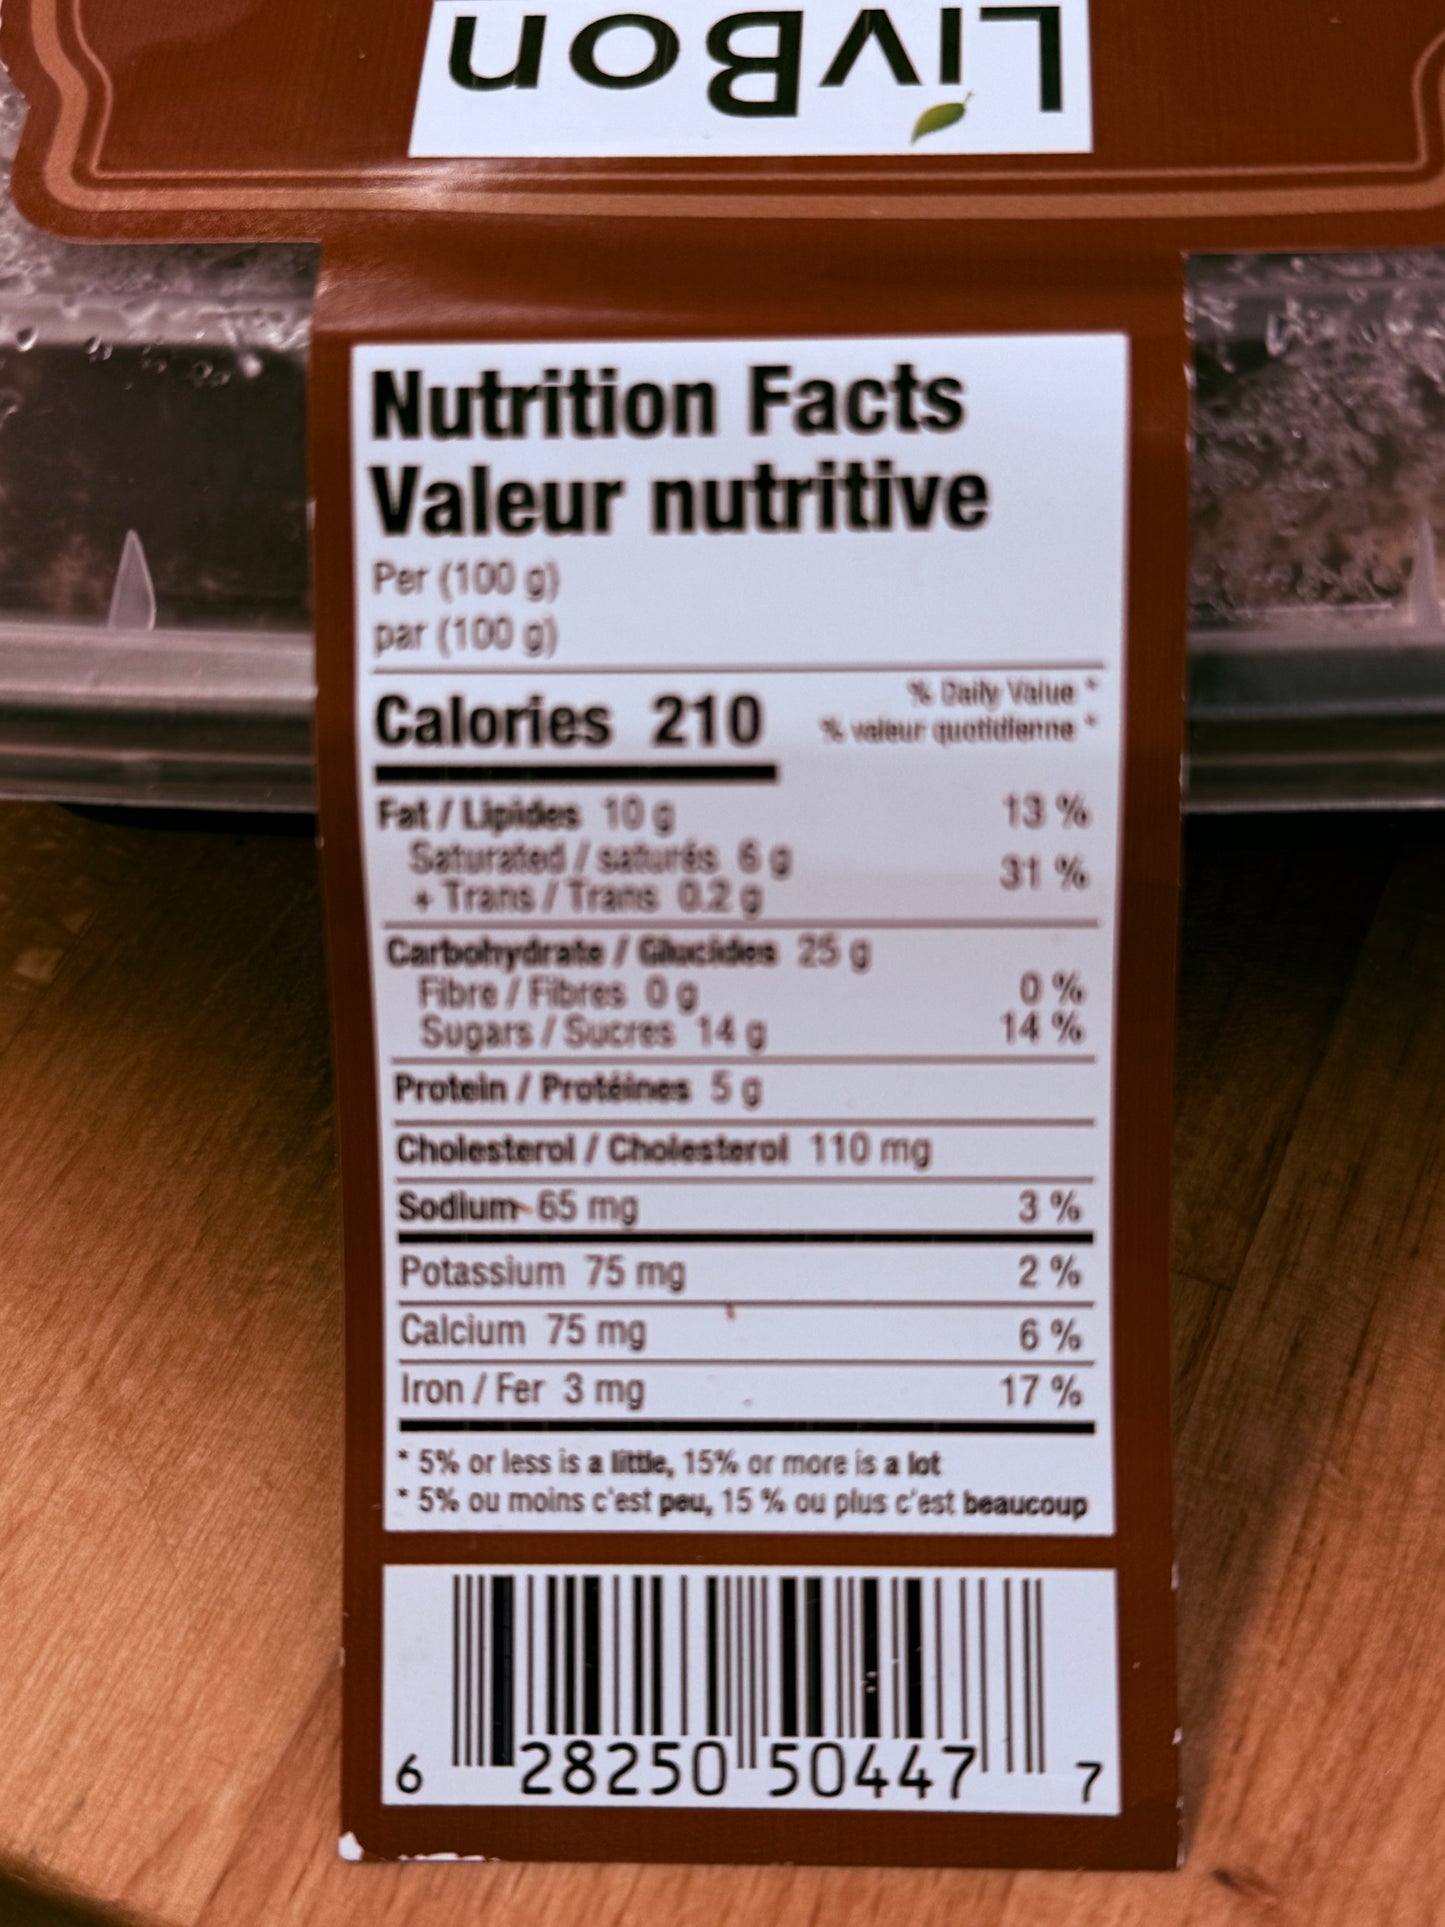 LivBon
Nutrition Facts
Valeur nutritive
Per (100 g)
par (100 g)
Calories 210
% Daily Value *
% valeur quotidienne *
Fat / Lipides 10 g 13 %
Saturated / saturés 6 g
+ Trans / Trans 0.2 g 31 %
Carbohydrate / Glucides 25 g
Fibre / Fibres 0 g 0 %
Sugars / Sucres 14 g 14 %
Protein / Protéines 5 g
Cholesterol / Cholesterol 110 mg
Sodium 65 mg 3 %
Potassium 75 mg 2 %
Calcium 75 mg 6 %
Iron / Fer 3 mg 17 %
* 5% or less is a little, 15% or more is a lot
* 5% ou moins c'est peu, 15 % ou plus c'est beaucoup
6 28250 50447 7